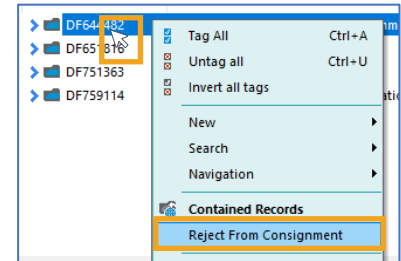 DF644482
DF651816
DF751363
DF759114
Tag All Ctrl+A
Untag all Ctrl+U
Invert all tags
New
Search
Navigation
Contained Records
Reject From Consignment